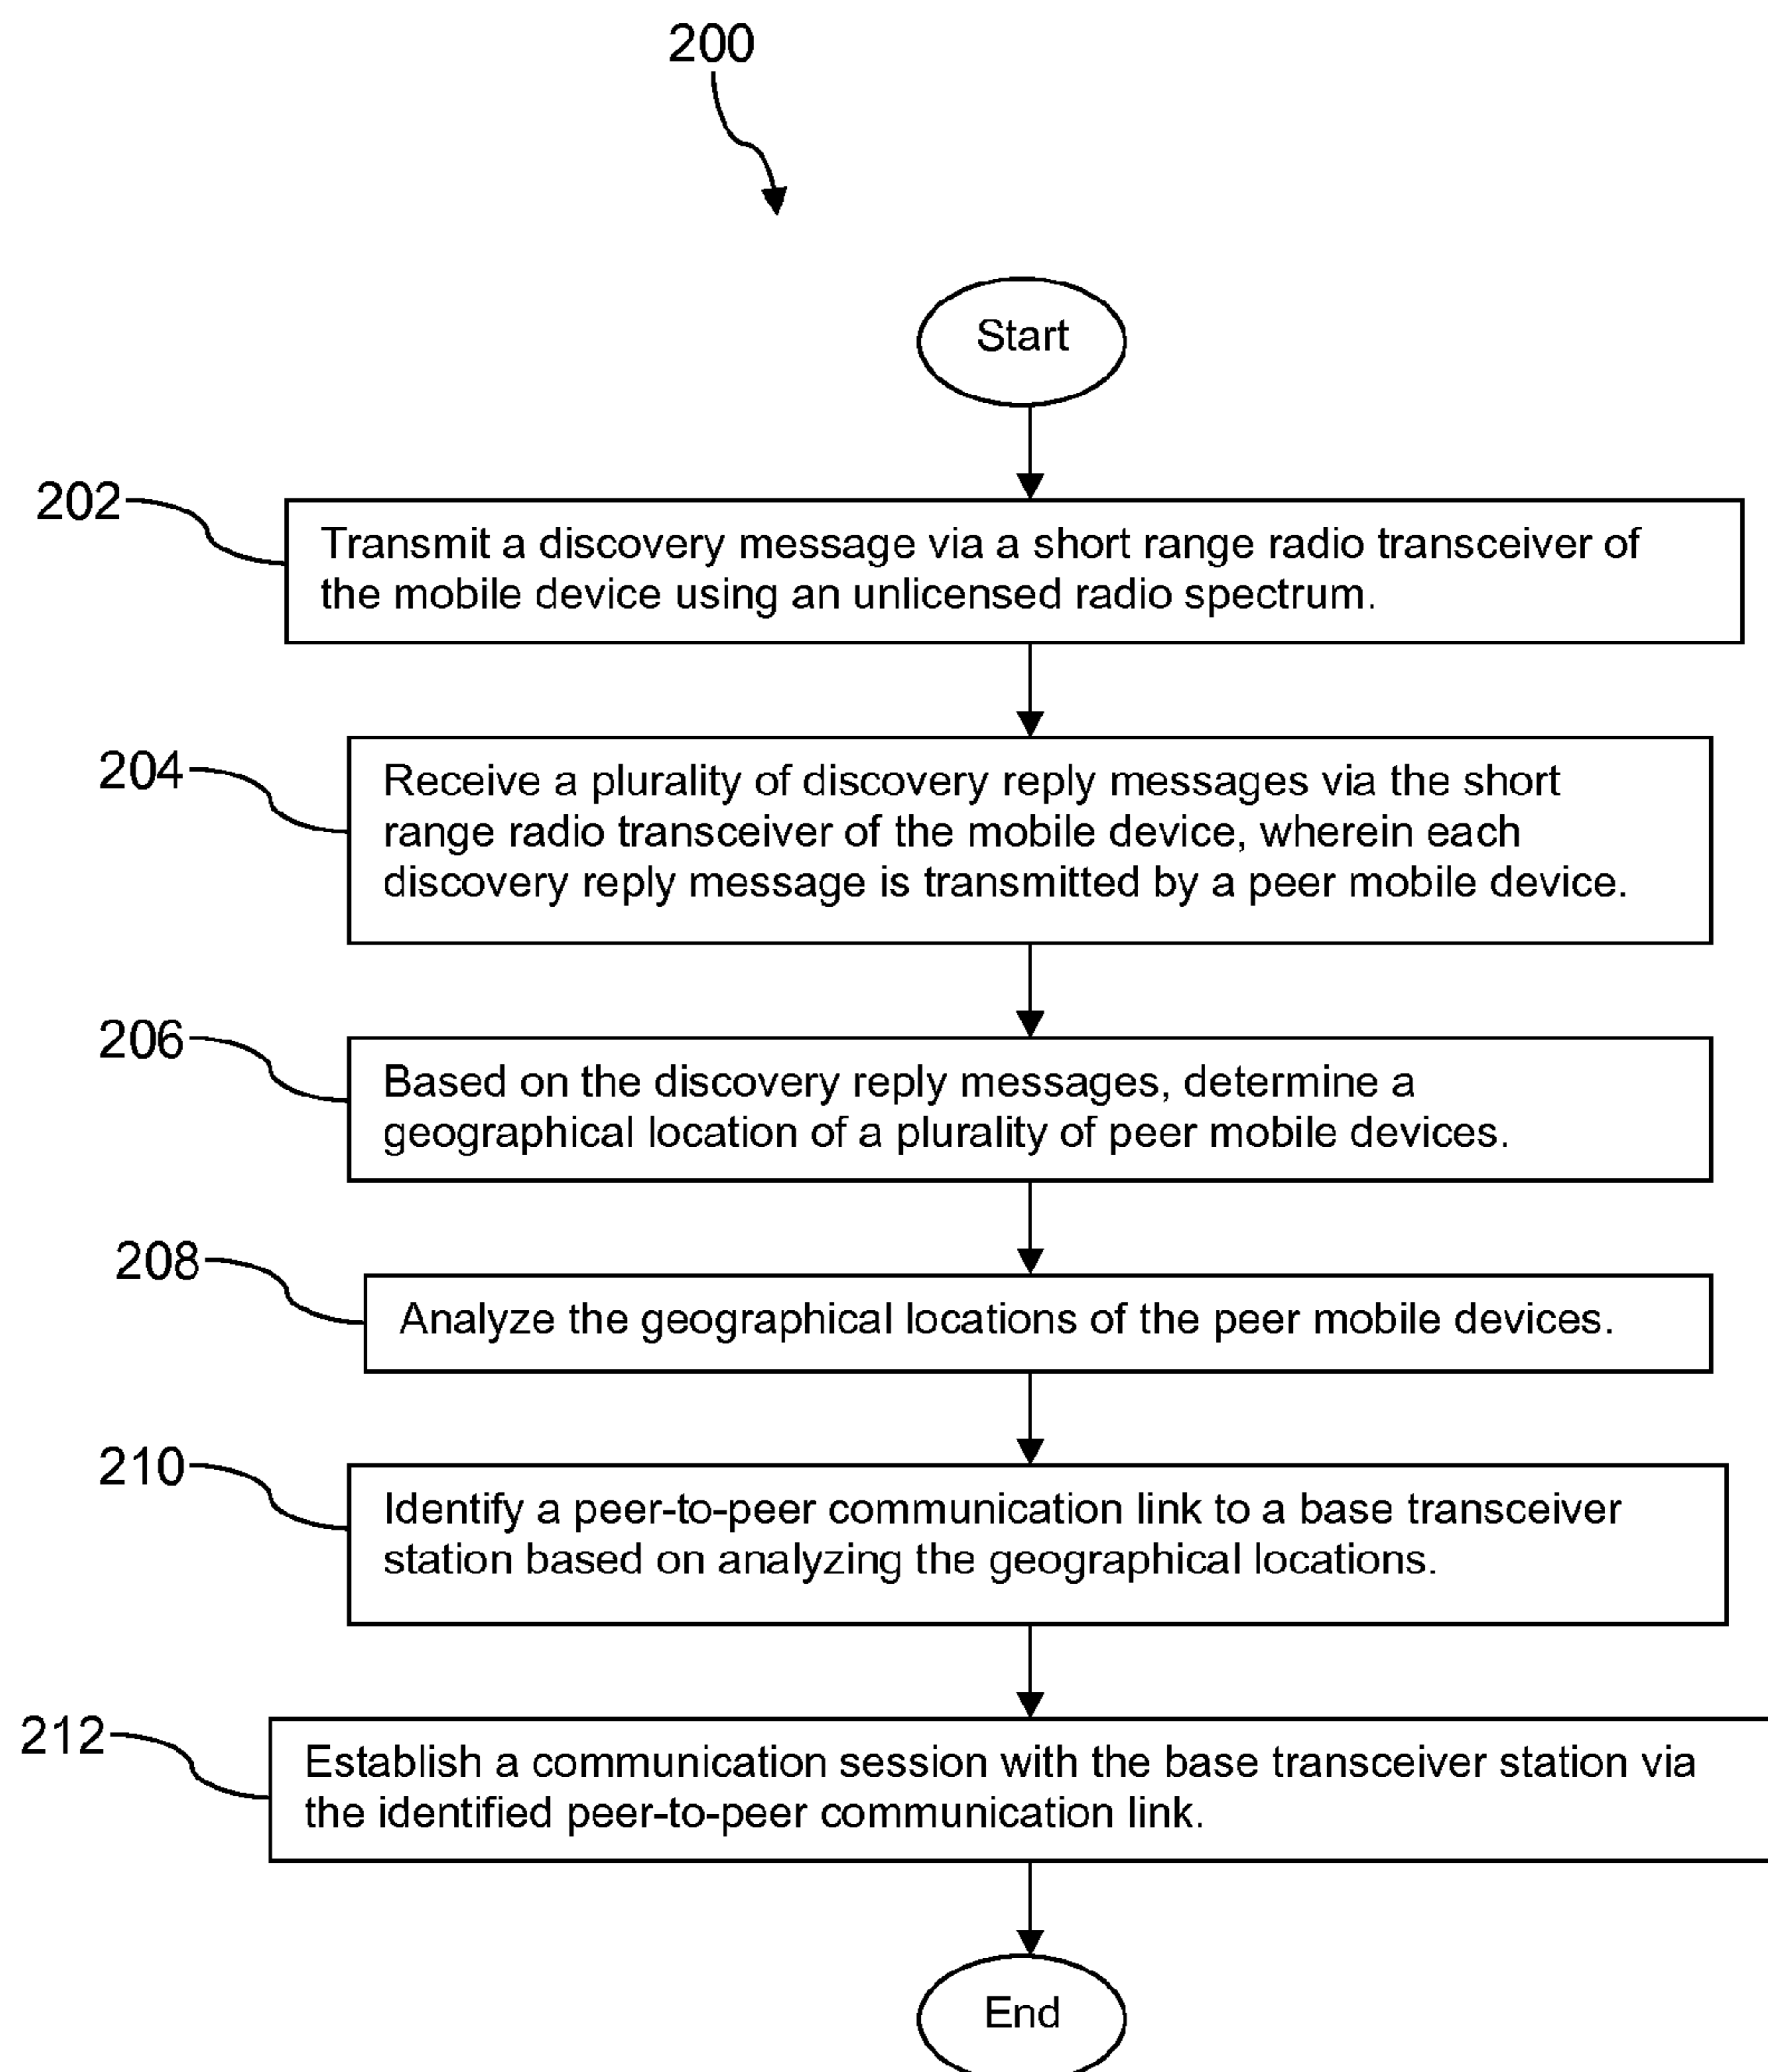 200
Start
202
Transmit a discovery message via a short range radio transceiver of
the mobile device using an unlicensed radio spectrum.
204
Receive a plurality of discovery reply messages via the short
range radio transceiver of the mobile device, wherein each
discovery reply message is transmitted by a peer mobile device.
206
Based on the discovery reply messages, determine a
geographical location of a plurality of peer mobile devices.
208
Analyze the geographical locations of the peer mobile devices.
210
Identify a peer-to-peer communication link to a base transceiver
station based on analyzing the geographical locations.
212
Establish a communication session with the base transceiver station via
the identified peer-to-peer communication link.
End